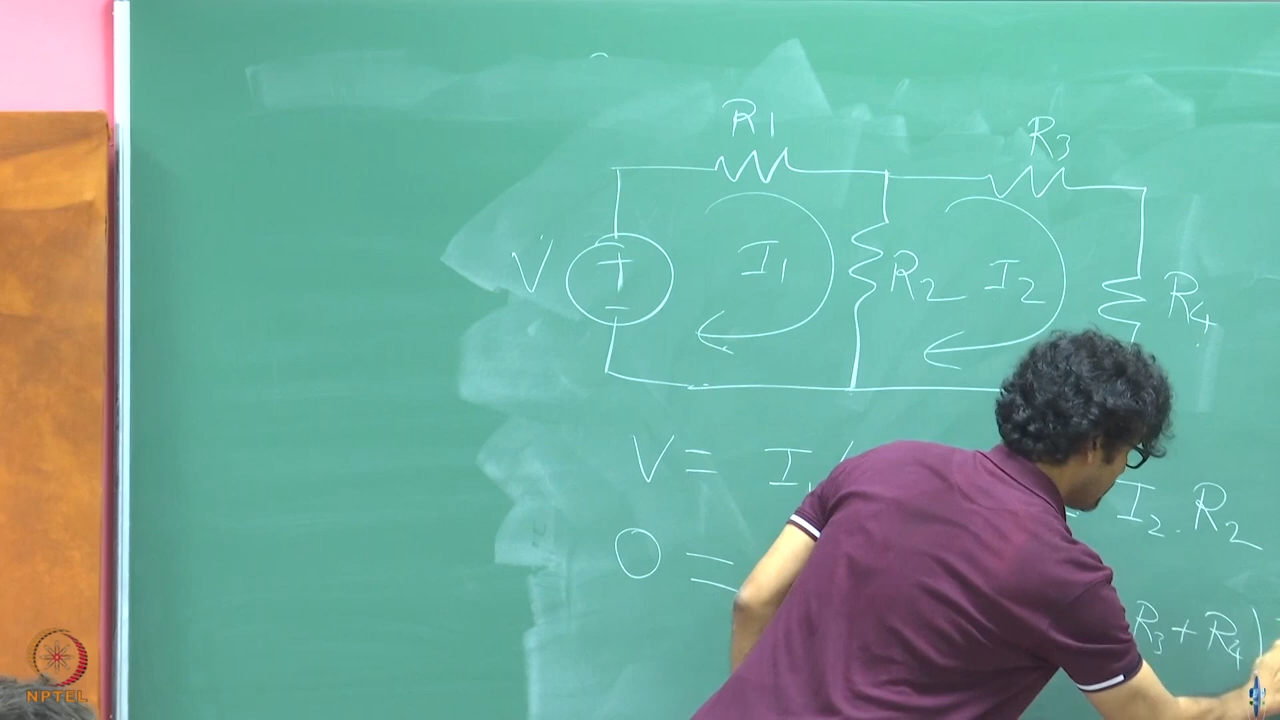 R1
R3
V
+
-
I1
R2
I2
R4
V = I1
I2.R2
0 =
R3+R4)
NPTEL